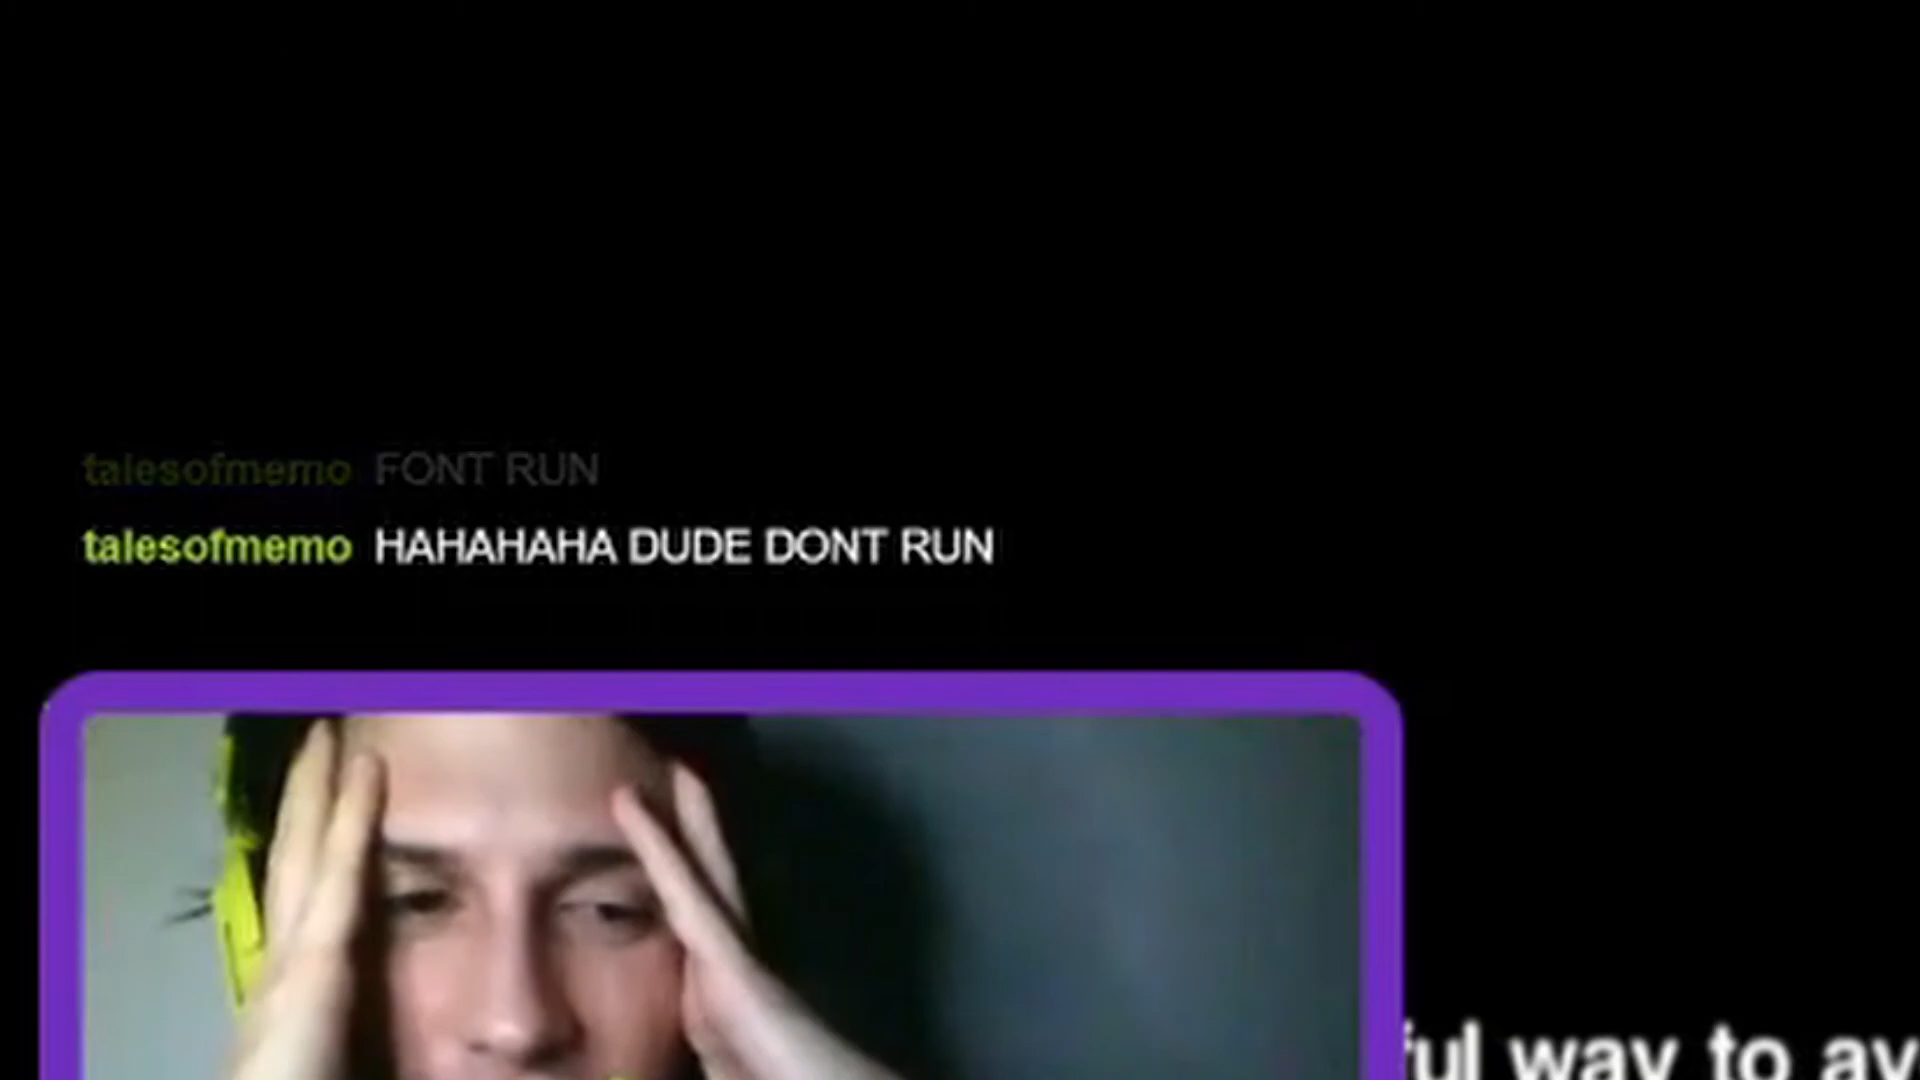 talesofmemo FONT RUN
talesofmemo HAHAHAHA DUDE DONT RUN
ful way to av